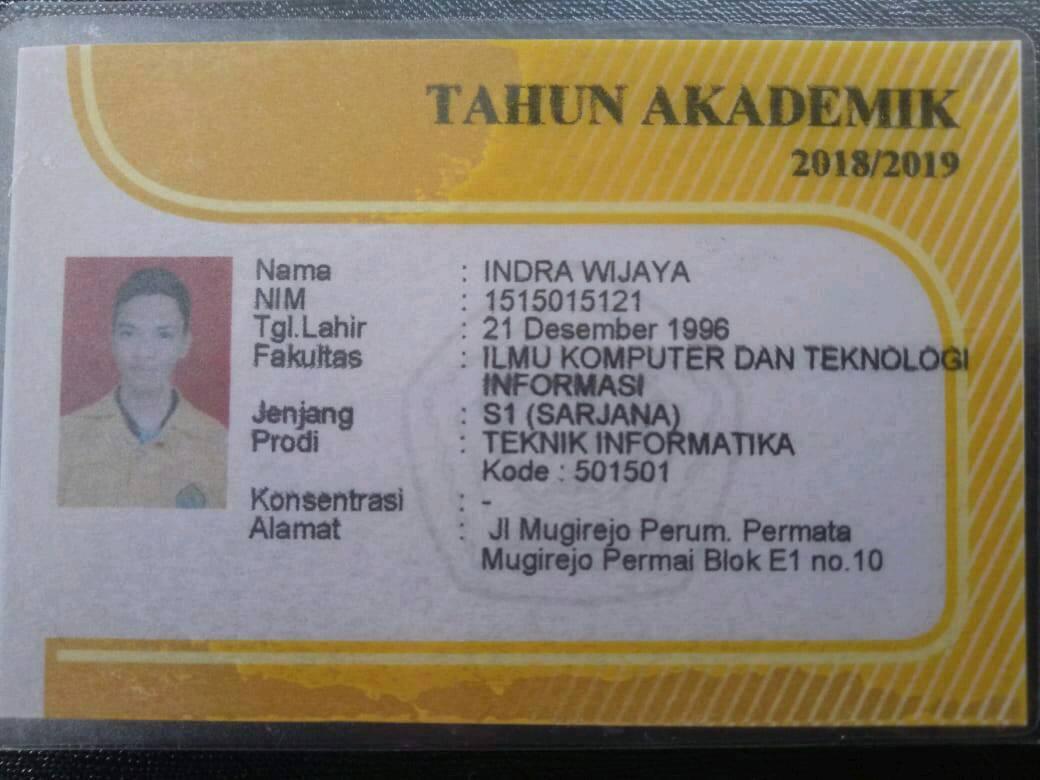 TAHUN AKADEMIK
2018/2019
Nama : INDRA WIJAYA
NIM : 1515015121
Tgl.Lahir : 21 Desember 1996
Fakultas : ILMU KOMPUTER DAN TEKNOLOGI
INFORMASI
Jenjang : S1 (SARJANA)
Prodi : TEKNIK INFORMATIKA
Kode : 501501
Konsentrasi : -
Alamat : Jl Mugirejo Perum. Permata
Mugirejo Permai Blok E1 no.10